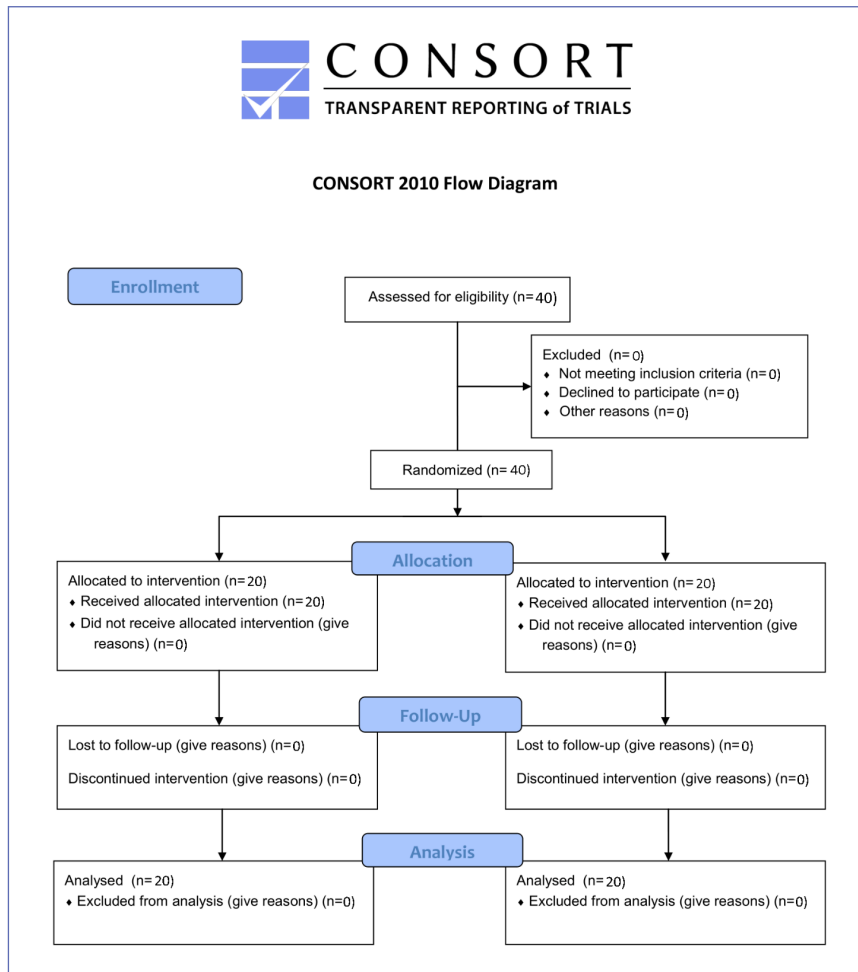 CONSORT
TRANSPARENT REPORTING of TRIALS
CONSORT 2010 Flow Diagram
Enrollment
Assessed for eligibility (n=40)
Excluded (n=0)
♦ Not meeting inclusion criteria (n=0)
♦ Declined to participate (n=0)
♦ Other reasons (n=0)
Randomized (n=40)
Allocation
Allocated to intervention (n=20)
♦ Received allocated intervention (n=20)
♦ Did not receive allocated intervention (give
reasons) (n=0)
Allocated to intervention (n=20)
♦ Received allocated intervention (n=20)
♦ Did not receive allocated intervention (give
reasons) (n=0)
Follow-Up
Lost to follow-up (give reasons) (n=0)
Discontinued intervention (give reasons) (n=0)
Lost to follow-up (give reasons) (n=0)
Discontinued intervention (give reasons) (n=0)
Analysis
Analysed (n=20)
♦ Excluded from analysis (give reasons) (n=0)
Analysed (n=20)
♦ Excluded from analysis (give reasons) (n=0)